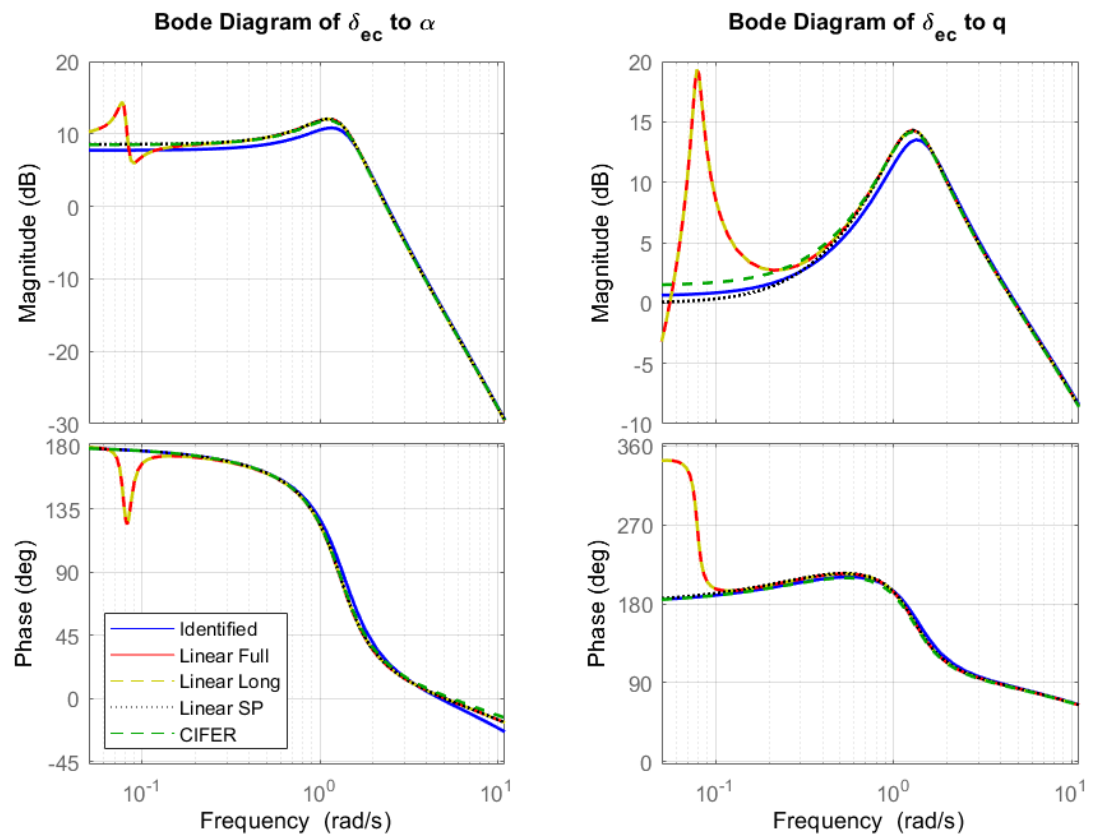 Bode Diagram of δec to α
Bode Diagram of δec to q
20
10
0
-10
-20
-30
Magnitude (dB)
20
15
10
5
0
-5
-10
Magnitude (dB)
180
135
90
45
0
-45
Phase (deg)
Identified
Linear Full
Linear Long
Linear SP
CIFER
10-1
100
101
Frequency (rad/s)
360
270
180
90
0
Phase (deg)
10-1
100
101
Frequency (rad/s)